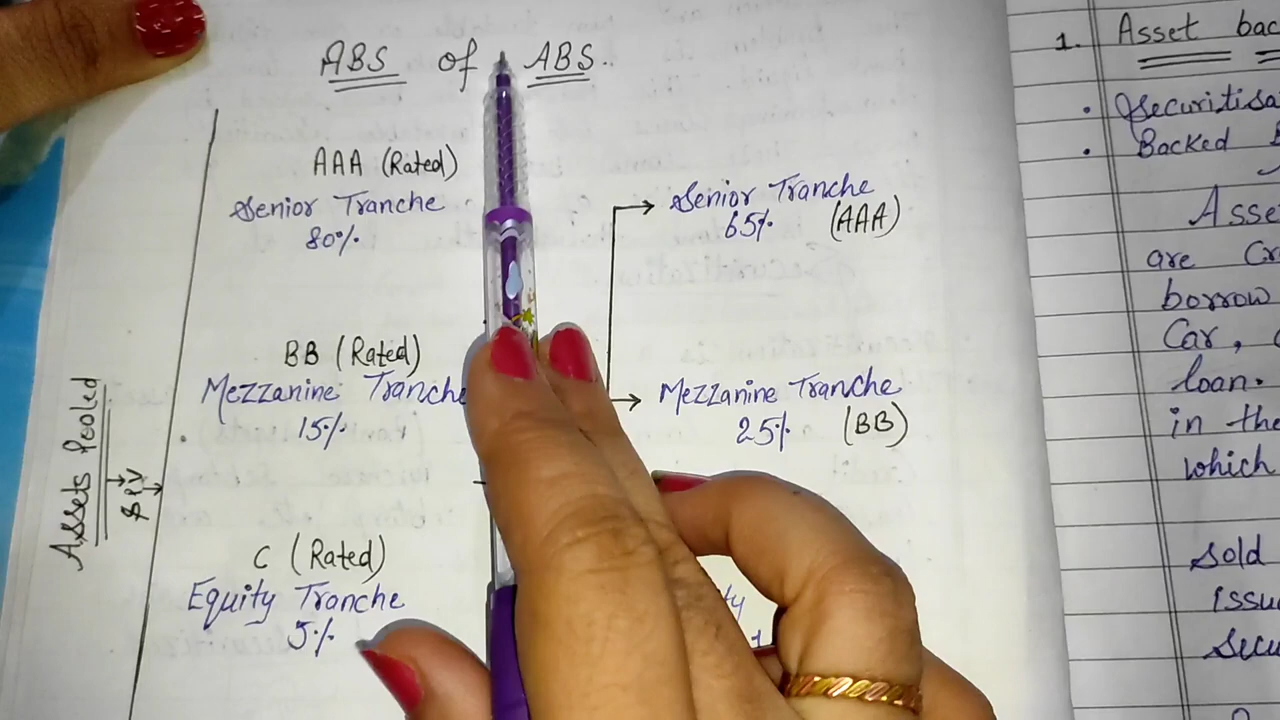 ABS of ABS.
AAA (Rated)
Senior Tranche
80%
BB (Rated)
Mezzanine Tranche
15%
C (Rated)
Equity Tranche
5%
Assets Pooled
SPV
Senior Tranche
65% (AAA)
Mezzanine Tranche
25% (BB)
1. Asset bac
• Securitisa
• Backed
Asse
are Cr
borrow
Car,
loan.
in the
which
Sold
issu
Secu